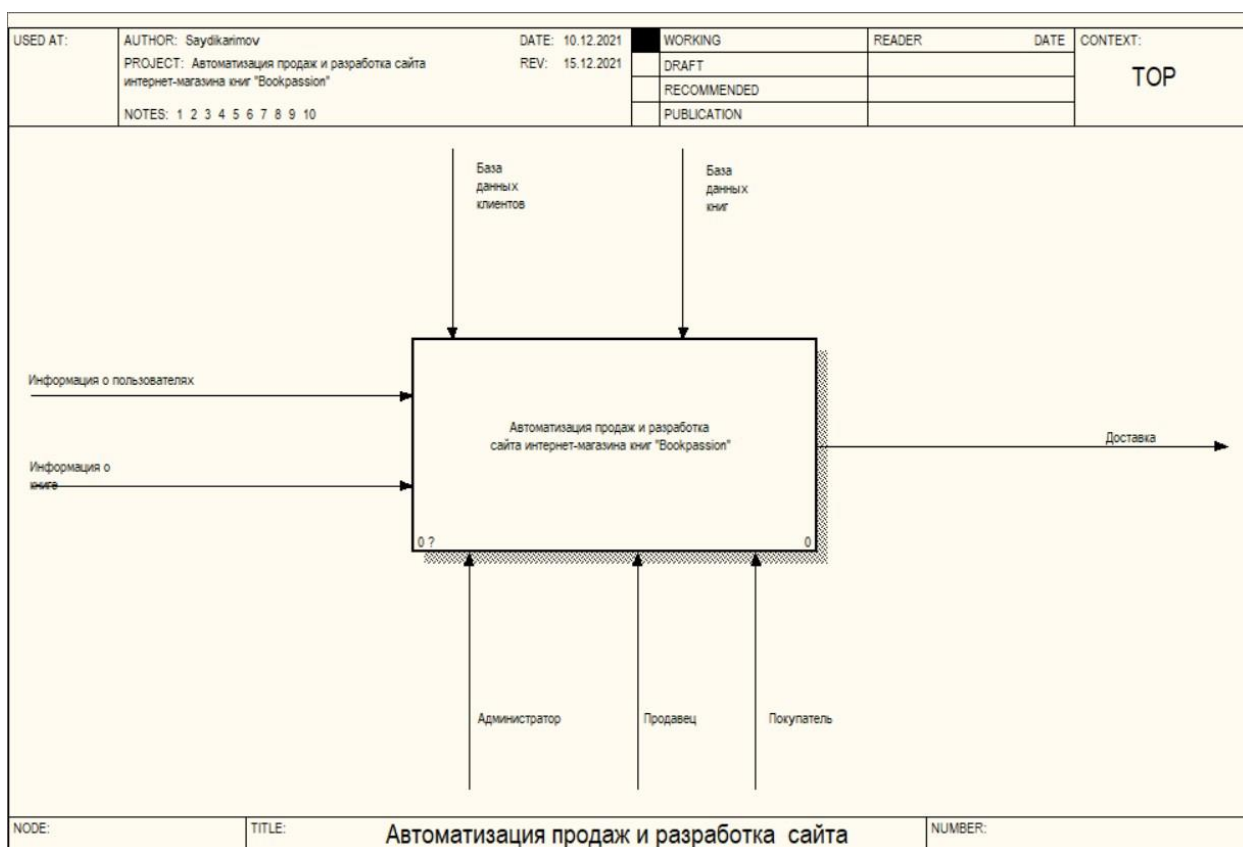 USED AT:
AUTHOR: Saydikarimov
DATE: 10.12.2021
WORKING
READER
DATE
CONTEXT:
PROJECT: Автоматизация продаж и разработка сайта
REV: 15.12.2021
DRAFT
TOP
интернет-магазина книг "Bookpassion"
RECOMMENDED
NOTES: 1 2 3 4 5 6 7 8 9 10
PUBLICATION
База
данных
клиентов
База
данных
книг
Информация о пользователях
Информация о
книге
Автоматизация продаж и разработка
сайта интернет-магазина книг "Bookpassion"
0 ?
0
Доставка
Администратор
Продавец
Покупатель
NODE:
TITLE:
Автоматизация продаж и разработка сайта
NUMBER: